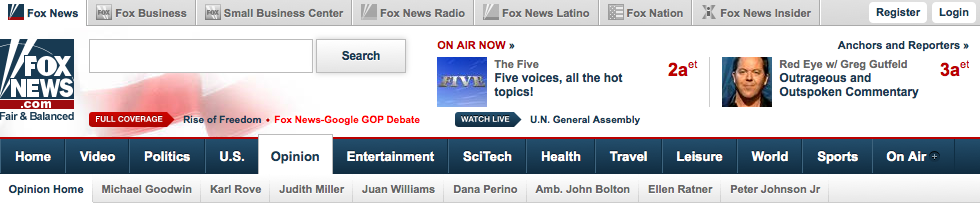 Fox News
Fox Business
Small Business Center
Fox News Radio
Fox News Latino
Fox Nation
Fox News Insider
Register
Login
FOX
NEWS
.com
Fair & Balanced
Search
ON AIR NOW »
Anchors and Reporters »
The Five
Five voices, all the hot
topics!
2a et
FIVE
Red Eye w/ Greg Gutfeld
Outrageous and
Outspoken Commentary
3a et
FULL COVERAGE
Rise of Freedom • Fox News-Google GOP Debate
WATCH LIVE
U.N. General Assembly
Home
Video
Politics
U.S.
Opinion
Entertainment
SciTech
Health
Travel
Leisure
World
Sports
On Air +
Opinion Home
Michael Goodwin
Karl Rove
Judith Miller
Juan Williams
Dana Perino
Amb. John Bolton
Ellen Ratner
Peter Johnson Jr